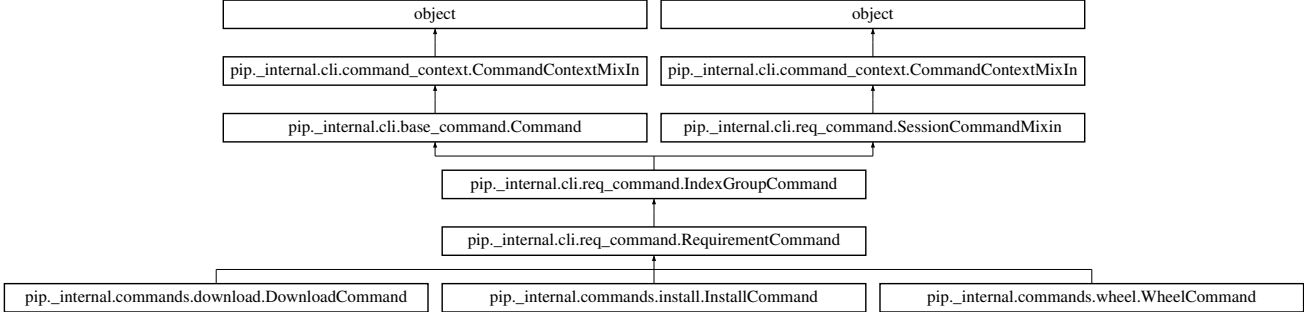 object
object
pip._internal.cli.command_context.CommandContextMixIn
pip._internal.cli.command_context.CommandContextMixIn
pip._internal.cli.base_command.Command
pip._internal.cli.req_command.SessionCommandMixin
pip._internal.cli.req_command.IndexGroupCommand
pip._internal.cli.req_command.RequirementCommand
pip._internal.commands.download.DownloadCommand
pip._internal.commands.install.InstallCommand
pip._internal.commands.wheel.WheelCommand